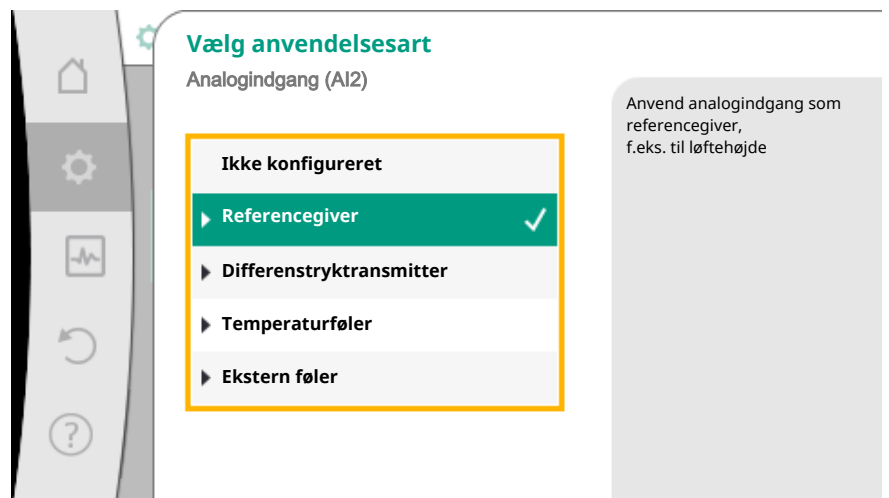 Vælg anvendelsesart
Analogindgang (AI2)
Ikke konfigureret
Referencegiver
Differenstryktransmitter
Temperaturføler
Ekstern føler
Anvend analogindgang som
referencegiver,
f.eks. til løftehøjde
?